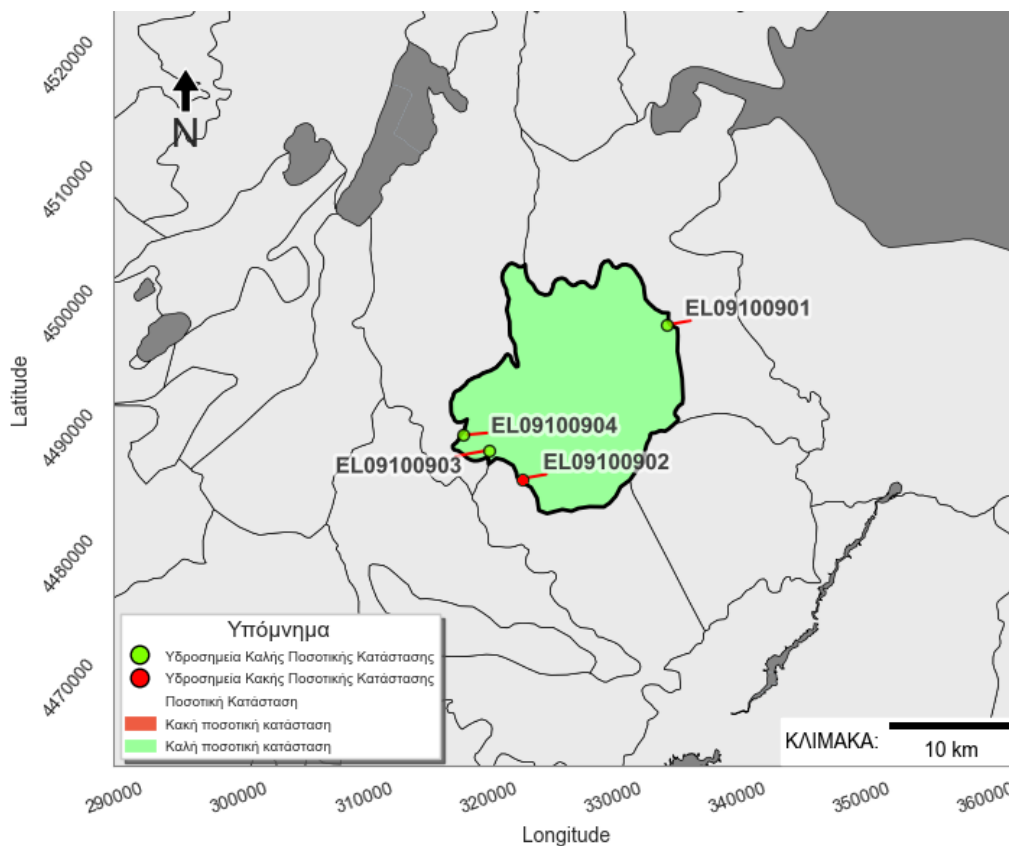 N
4520000
4510000
4500000
4490000
4480000
4470000
Latitude
EL09100901
EL09100904
EL09100903
EL09100902
Υπόμνημα
Υδροσημεία Καλής Ποσοτικής Κατάστασης
Υδροσημεία Κακής Ποσοτικής Κατάστασης
Ποσοτική Κατάσταση
Κακή ποσοτική κατάσταση
Καλή ποσοτική κατάσταση
ΚΛΙΜΑΚΑ:
10 km
290000 300000 310000 320000 330000 340000 350000 360000
Longitude